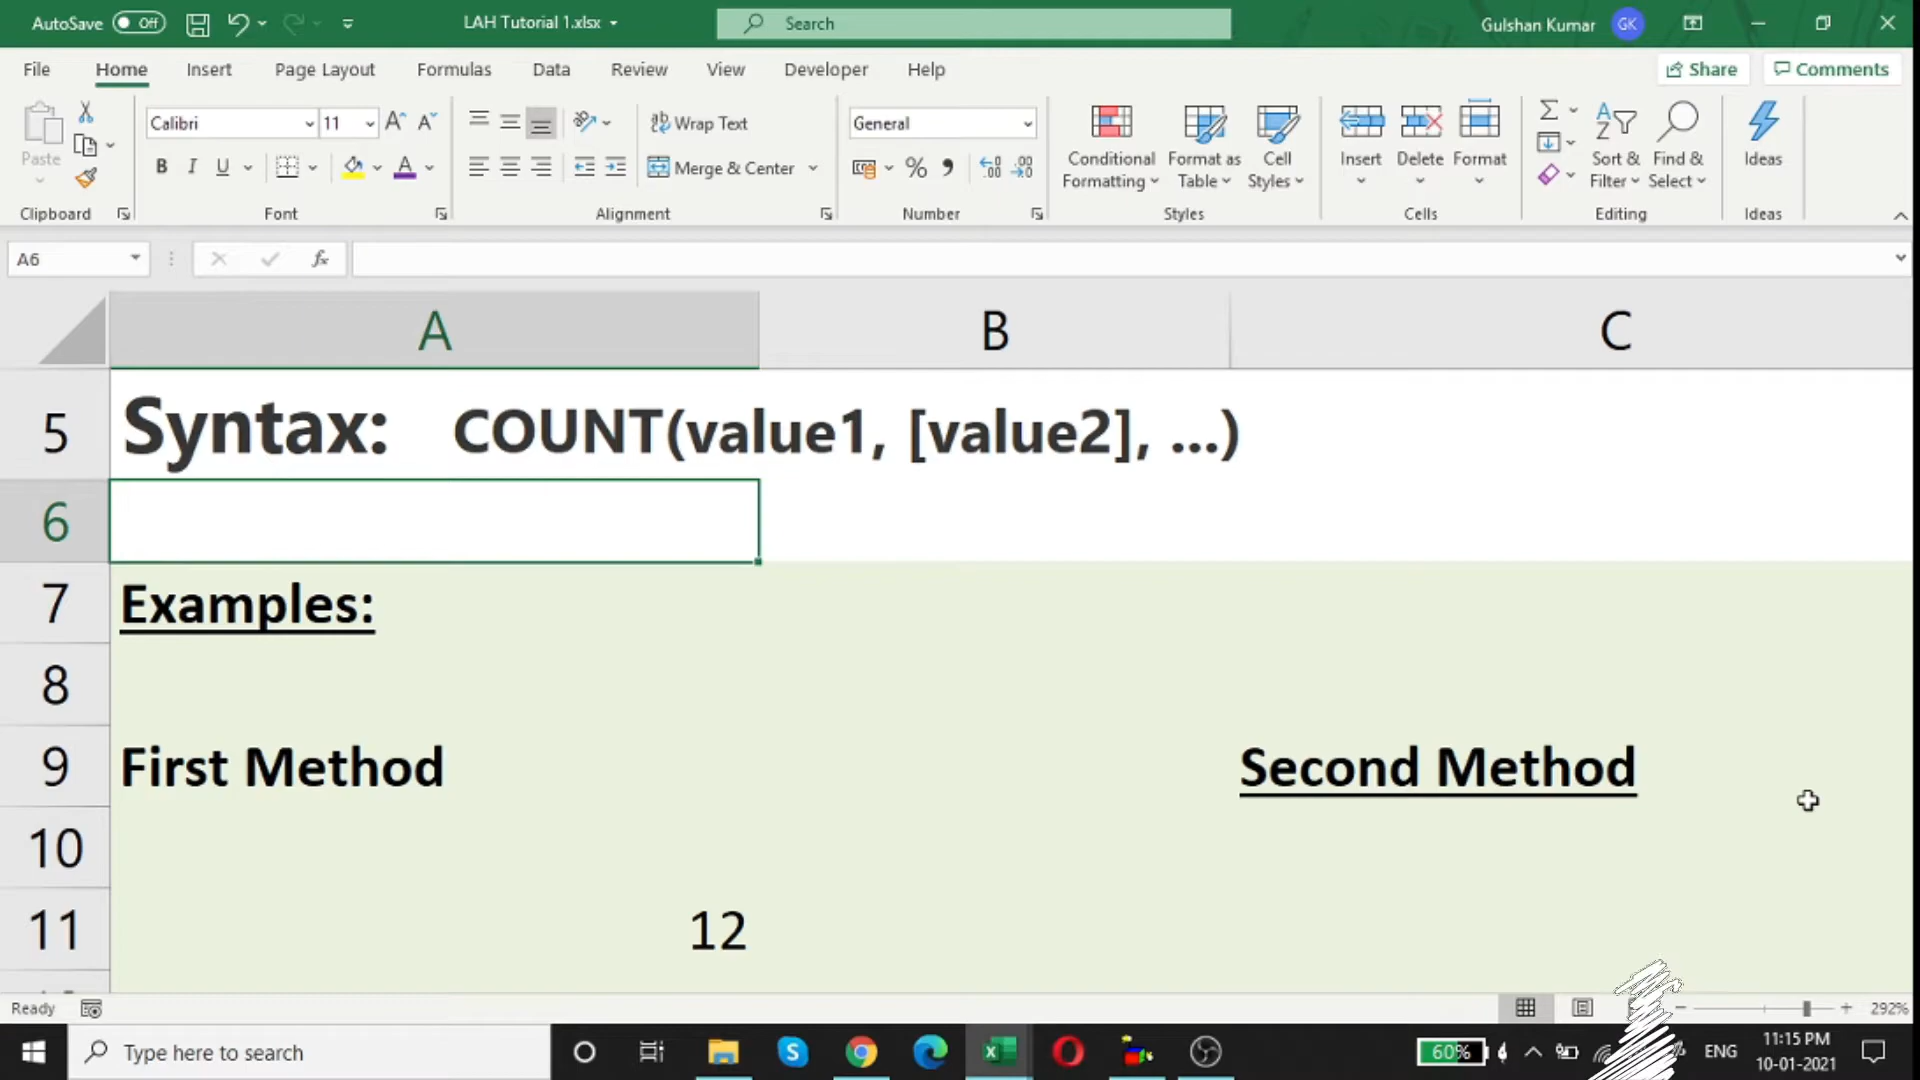 AutoSave Off LAH Tutorial 1.xlsx Search Gulshan Kumar GK
File Home Insert Page Layout Formulas Data Review View Developer Help Share Comments
Calibri 11 Wrap Text General
Paste B I U Merge & Center % Conditional Formatting Format as Table Cell Styles Insert Delete Format Sort & Filter Find & Select Ideas
Clipboard Font Alignment Number Styles Cells Editing Ideas
A6 fx
A B C
5 Syntax: COUNT(value1, [value2], ...)
6
7 Examples:
8
9 First Method Second Method
10
11 12
Ready 292%
Type here to search 60% ENG 11:15 PM
10-01-2021